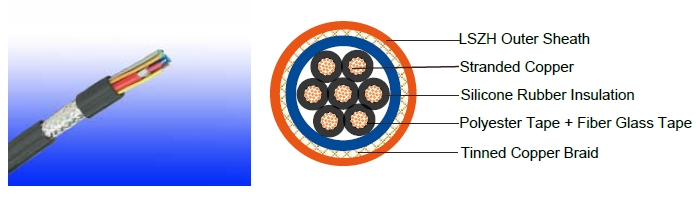 LSZH Outer Sheath
Stranded Copper
Silicone Rubber Insulation
Polyester Tape + Fiber Glass Tape
Tinned Copper Braid